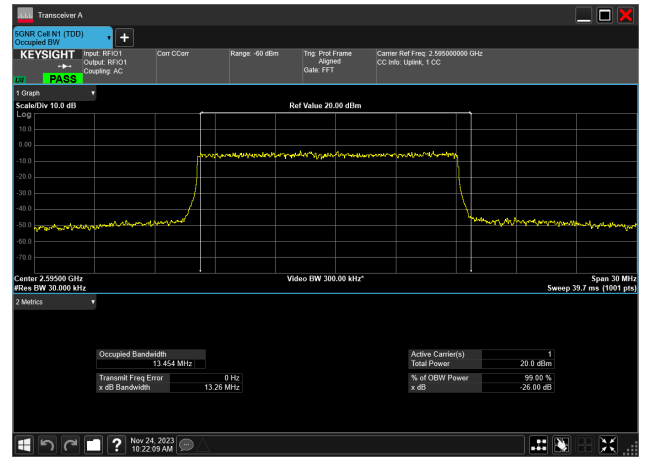 Transceiver A
5GNR Cell N1 (TDD)
Occupied BW
KEYSIGHT
PASS
Input: RFIO1
Output: RFIO1
Coupling: AC
Corr CCorr
Range: -60 dBm
Trig: Prot Frame
Aligned
Gate: FFT
Carrier Ref Freq: 2.595000000 GHz
CC Info: Uplink, 1 CC
1 Graph
Scale/Div 10.0 dB
Ref Value 20.00 dBm
Log
10.0
0.00
-10.0
-20.0
-30.0
-40.0
-50.0
-60.0
-70.0
Center 2.59500 GHz
Video BW 300.00 kHz*
Span 30 MHz
#Res BW 30.000 kHz
Sweep 39.7 ms (1001 pts)
2 Metrics
Occupied Bandwidth
13.454 MHz
Active Carrier(s) 1
Total Power 20.0 dBm
Transmit Freq Error 0 Hz
x dB Bandwidth 13.26 MHz
% of OBW Power 99.00 %
x dB -26.00 dB
Nov 24, 2023
10:22:09 AM